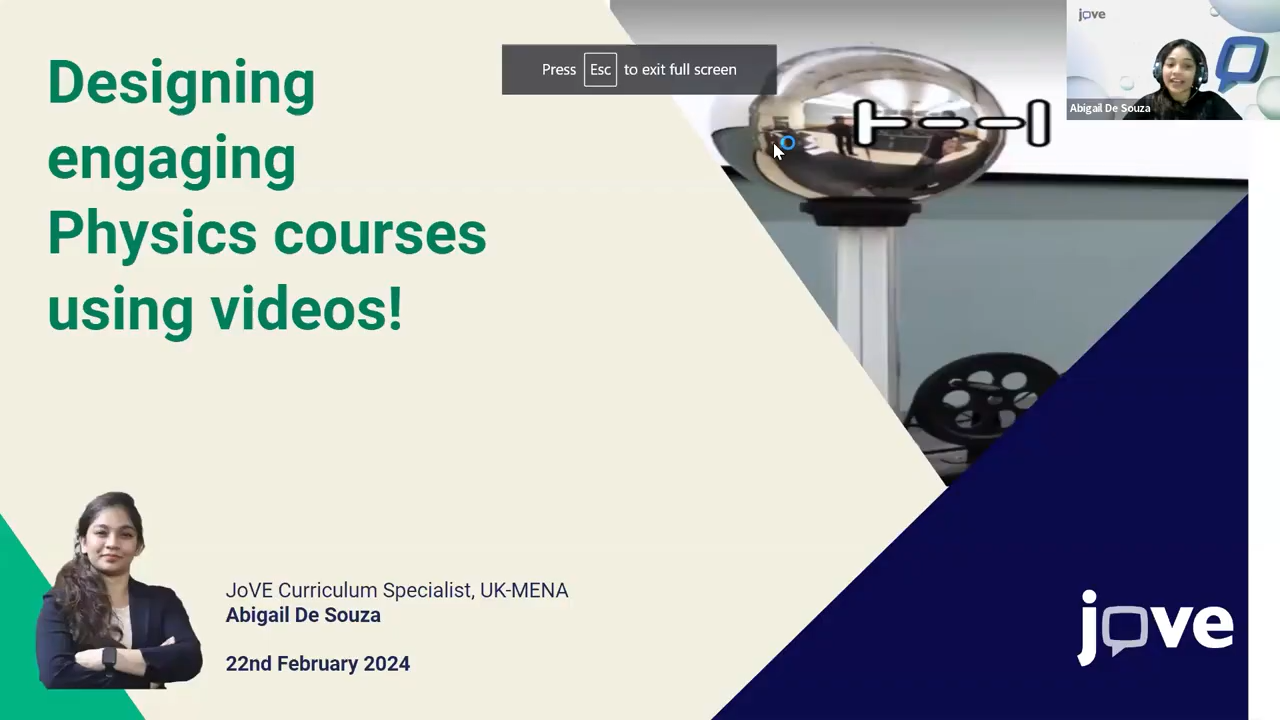 Designing
engaging
Physics courses
using videos!
Press Esc to exit full screen
jove
Abigail De Souza
JoVE Curriculum Specialist, UK-MENA
Abigail De Souza
22nd February 2024
jove